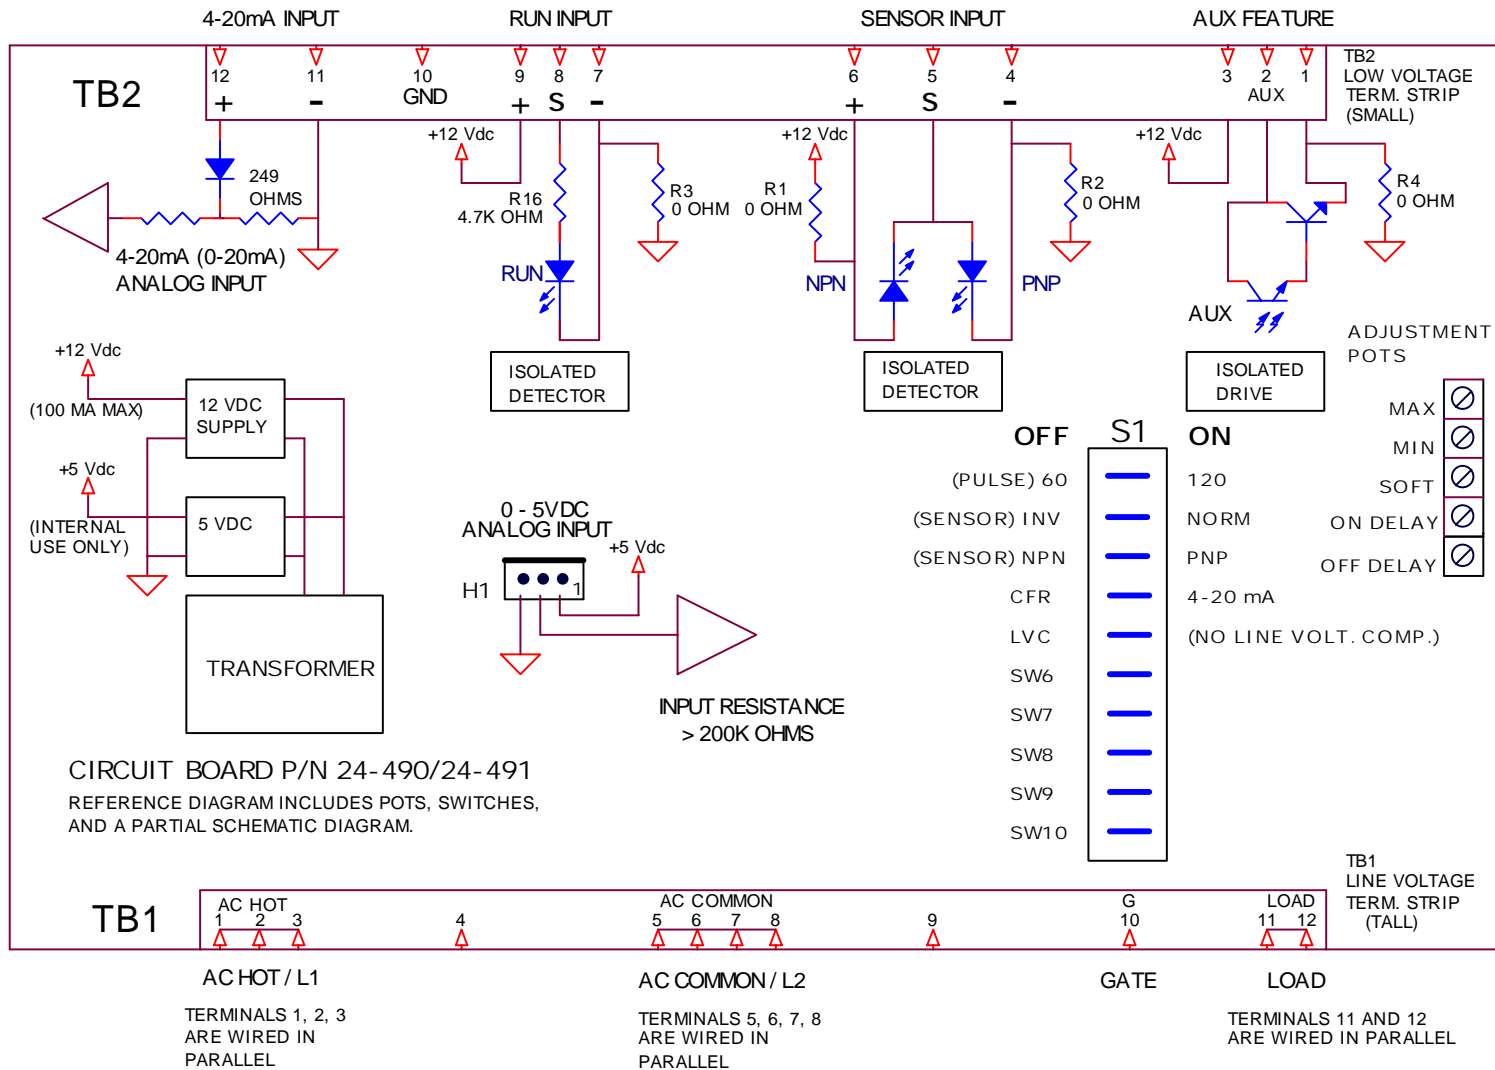 4-20mA INPUT
RUN INPUT
SENSOR INPUT
AUX FEATURE
TB2
12 11 10 9 8 7 6 5 4 3 2 1
+ - GND + S - + S - AUX
TB2
LOW VOLTAGE
TERM. STRIP
(SMALL)
+12 Vdc
+12 Vdc
+12 Vdc
249
OHMS
R16
4.7K OHM
R3
0 OHM
R1
0 OHM
R2
0 OHM
R4
0 OHM
4-20mA (0-20mA)
ANALOG INPUT
RUN
NPN
PNP
AUX
ISOLATED
DETECTOR
ISOLATED
DETECTOR
ISOLATED
DRIVE
ADJUSTMENT
POTS
MAX
MIN
SOFT
ON DELAY
OFF DELAY
+12 Vdc
(100 MA MAX)
12 VDC
SUPPLY
+5 Vdc
(INTERNAL
USE ONLY)
5 VDC
TRANSFORMER
0 - 5VDC
ANALOG INPUT
+5 Vdc
H1
1
INPUT RESISTANCE
> 200K OHMS
OFF S1 ON
(PULSE) 60 120
(SENSOR) INV NORM
(SENSOR) NPN PNP
CFR 4-20 mA
LVC (NO LINE VOLT. COMP.)
SW6
SW7
SW8
SW9
SW10
CIRCUIT BOARD P/N 24-490/24-491
REFERENCE DIAGRAM INCLUDES POTS, SWITCHES,
AND A PARTIAL SCHEMATIC DIAGRAM.
TB1
LINE VOLTAGE
TERM. STRIP
(TALL)
TB1
AC HOT AC COMMON G LOAD
1 2 3 4 5 6 7 8 9 10 11 12
AC HOT / L1
AC COMMON / L2
GATE
LOAD
TERMINALS 1, 2, 3
ARE WIRED IN
PARALLEL
TERMINALS 5, 6, 7, 8
ARE WIRED IN
PARALLEL
TERMINALS 11 AND 12
ARE WIRED IN PARALLEL